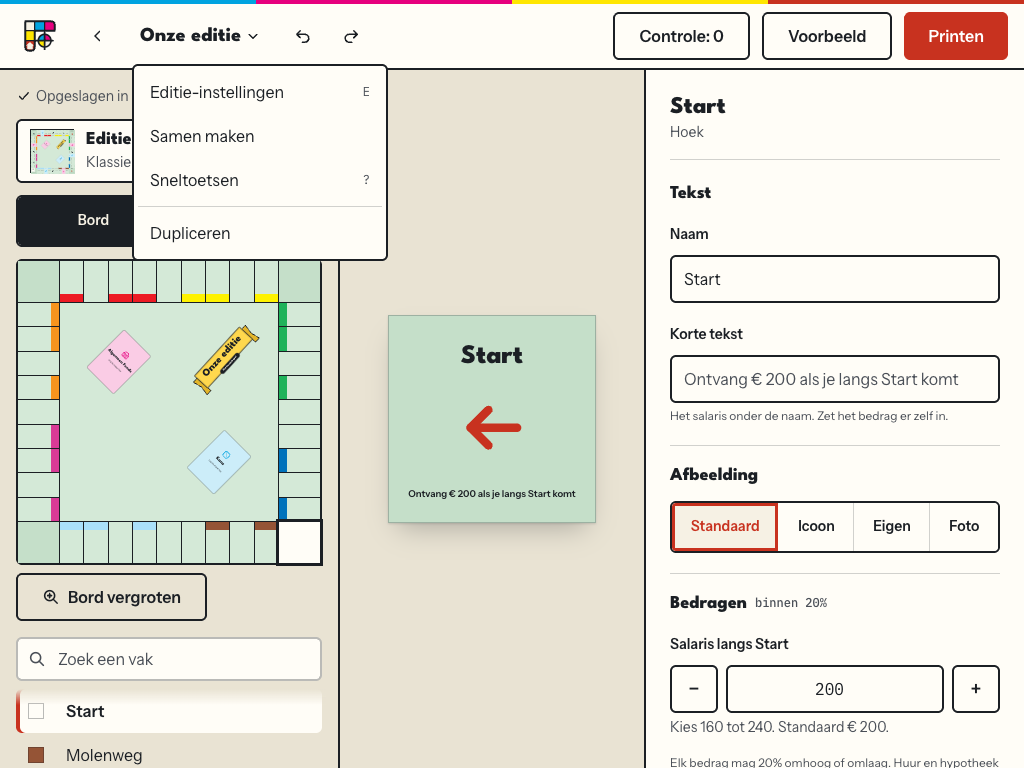 Onze editie
Controle: 0
Voorbeeld
Printen
Editie-instellingen E
Samen maken
Sneltoetsen ?
Dupliceren
Opgeslagen in
Editie
Klassie
Bord
Onze editie
Bord vergroten
Zoek een vak
Start
Molenweg
Start
Ontvang € 200 als je langs Start komt
Start
Hoek
Tekst
Naam
Start
Korte tekst
Ontvang € 200 als je langs Start komt
Het salaris onder de naam. Zet het bedrag er zelf in.
Afbeelding
Standaard
Icoon
Eigen
Foto
Bedragen binnen 20%
Salaris langs Start
− 200 +
Kies 160 tot 240. Standaard € 200.
Elk bedrag mag 20% omhoog of omlaag. Huur en hypotheek